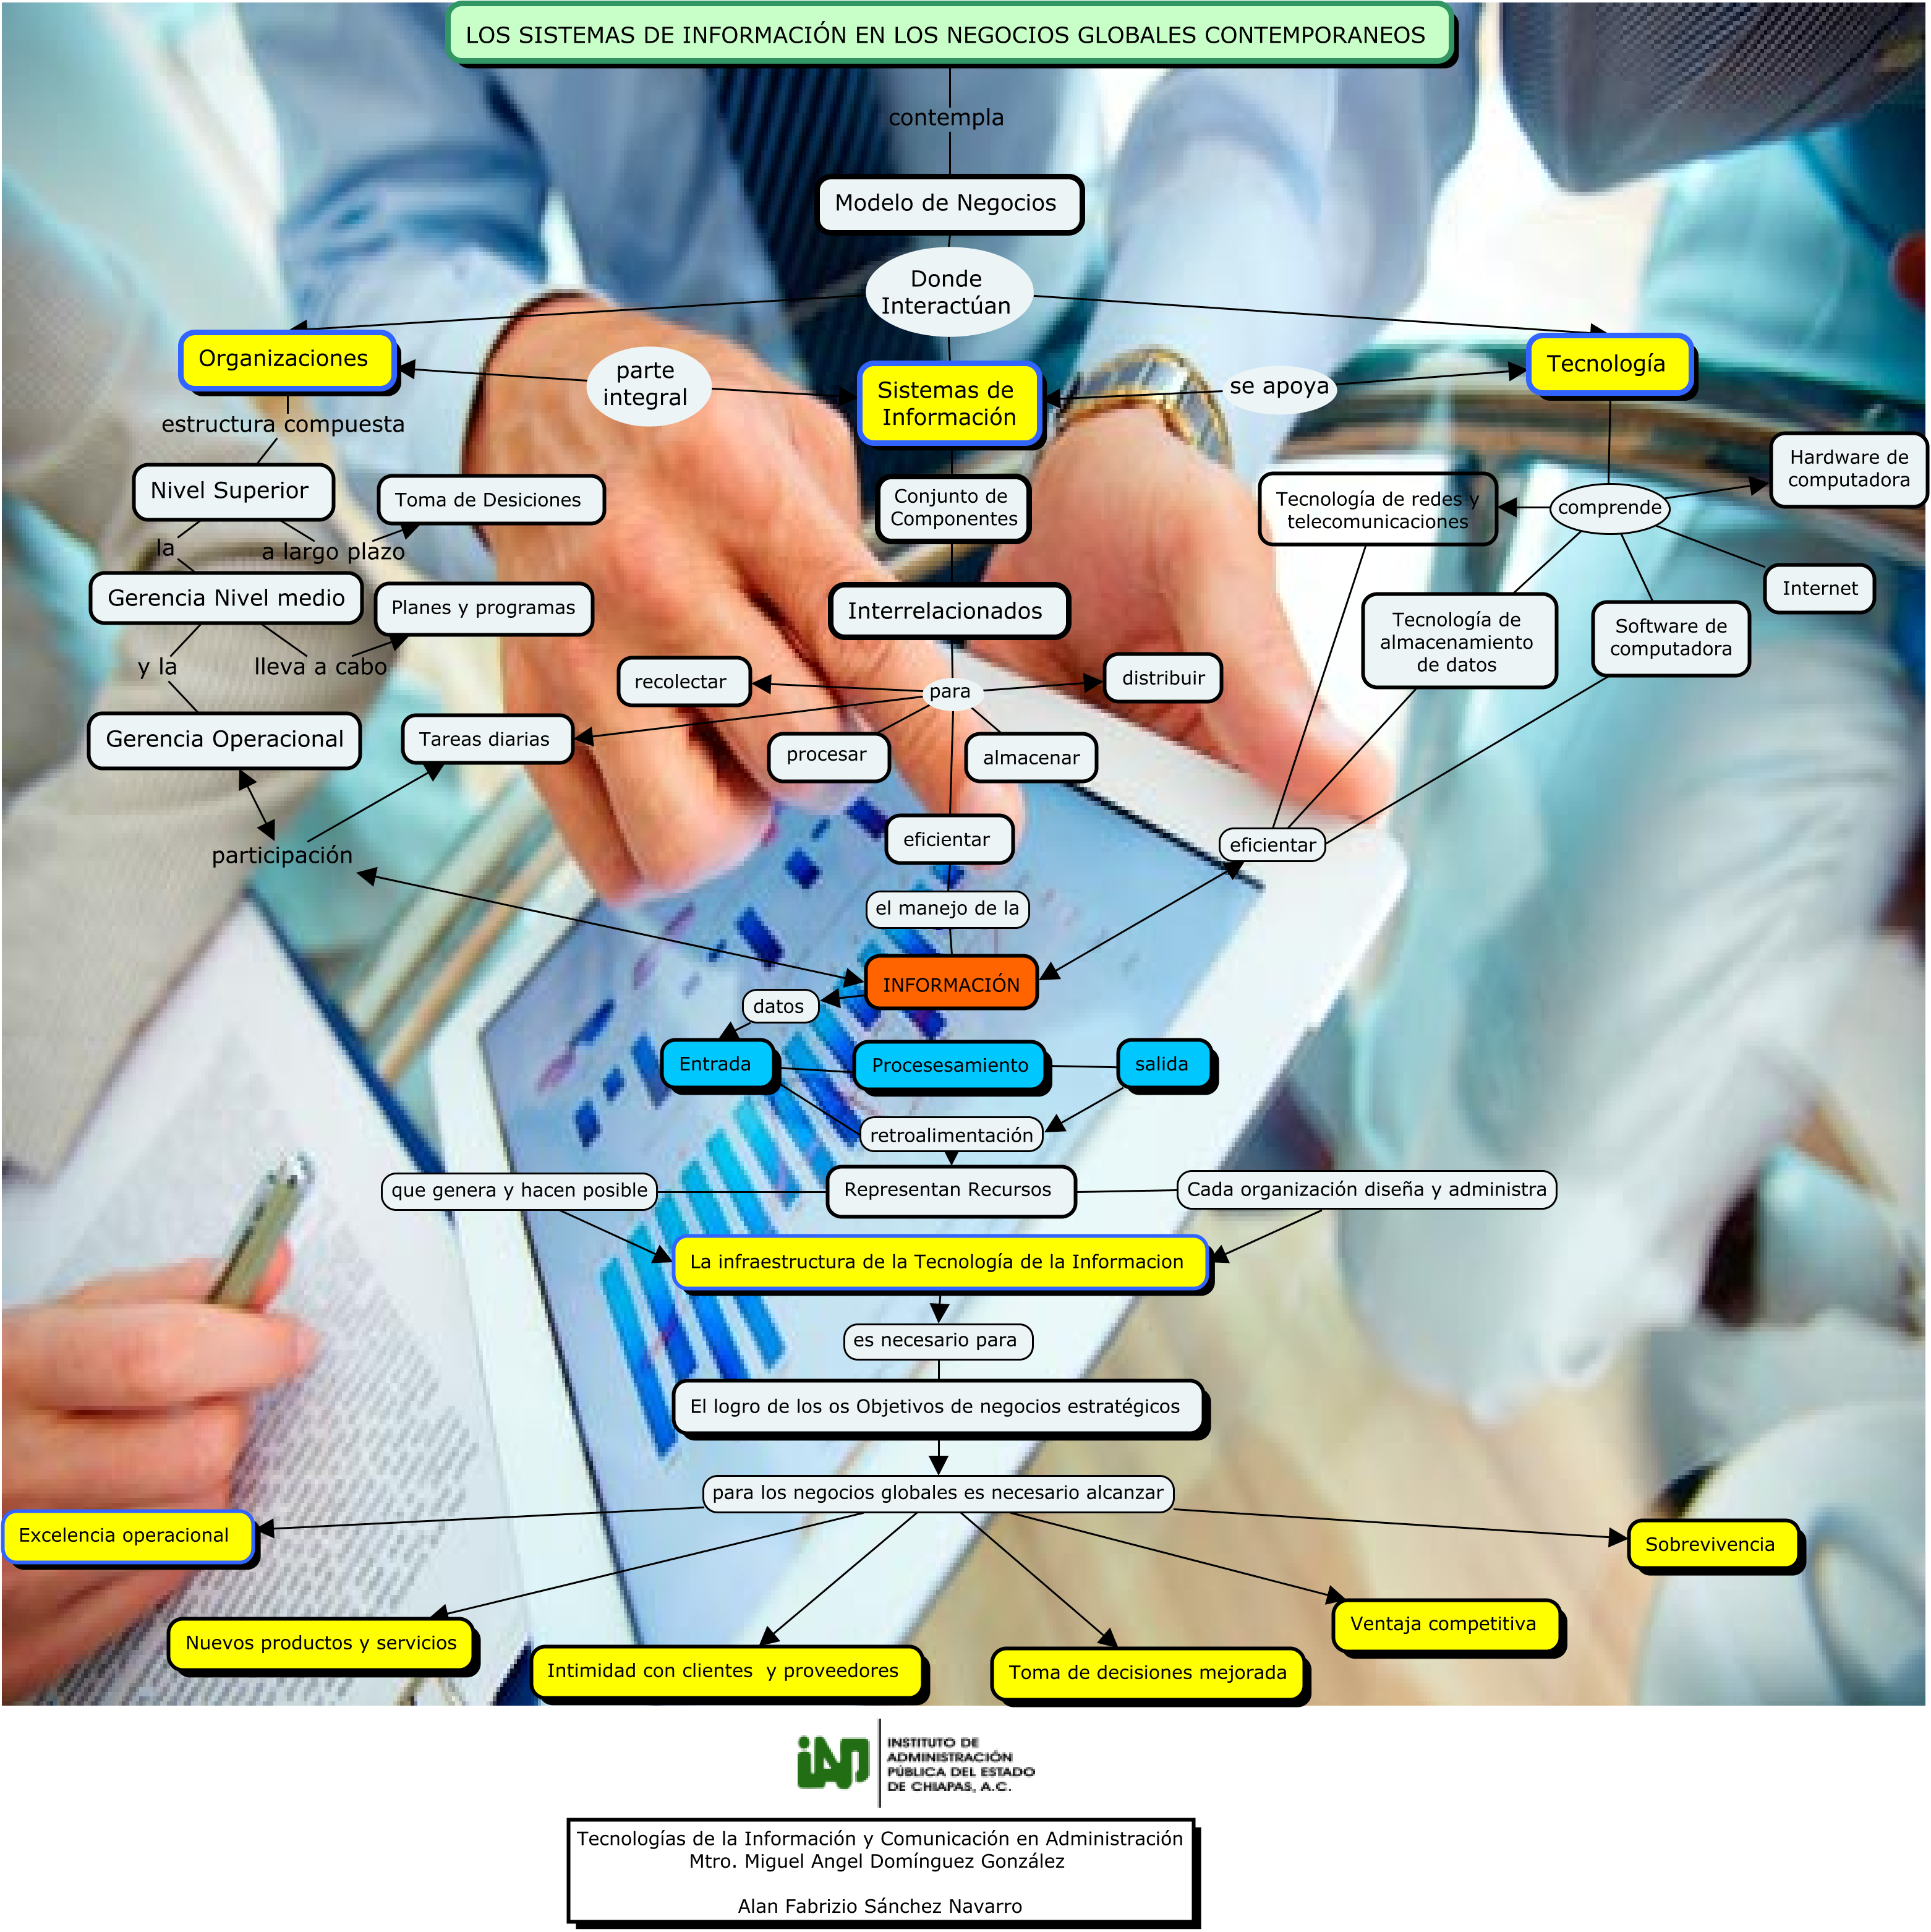 LOS SISTEMAS DE INFORMACIÓN EN LOS NEGOCIOS GLOBALES CONTEMPORANEOS
contempla
Modelo de Negocios
Donde
Interactúan
Organizaciones
parte
integral
Sistemas de
Información
se apoya
Tecnología
estructura compuesta
Nivel Superior
Toma de Desiciones
la
a largo plazo
Gerencia Nivel medio
Planes y programas
y la
lleva a cabo
Gerencia Operacional
Tareas diarias
participación
Conjunto de
Componentes
Interrelacionados
para
recolectar
distribuir
procesar
almacenar
eficientar
el manejo de la
Hardware de
computadora
Tecnología de redes y
telecomunicaciones
comprende
Internet
Tecnología de
almacenamiento
de datos
Software de
computadora
eficientar
INFORMACIÓN
datos
Entrada
Procesesamiento
salida
retroalimentación
que genera y hacen posible
Representan Recursos
Cada organización diseña y administra
La infraestructura de la Tecnología de la Informacion
es necesario para
El logro de los os Objetivos de negocios estratégicos
para los negocios globales es necesario alcanzar
Excelencia operacional
Sobrevivencia
Nuevos productos y servicios
Intimidad con clientes y proveedores
Toma de decisiones mejorada
Ventaja competitiva
iAP
INSTITUTO DE
ADMINISTRACIÓN
PÚBLICA DEL ESTADO
DE CHIAPAS, A.C.
Tecnologías de la Información y Comunicación en Administración
Mtro. Miguel Angel Domínguez González
Alan Fabrizio Sánchez Navarro